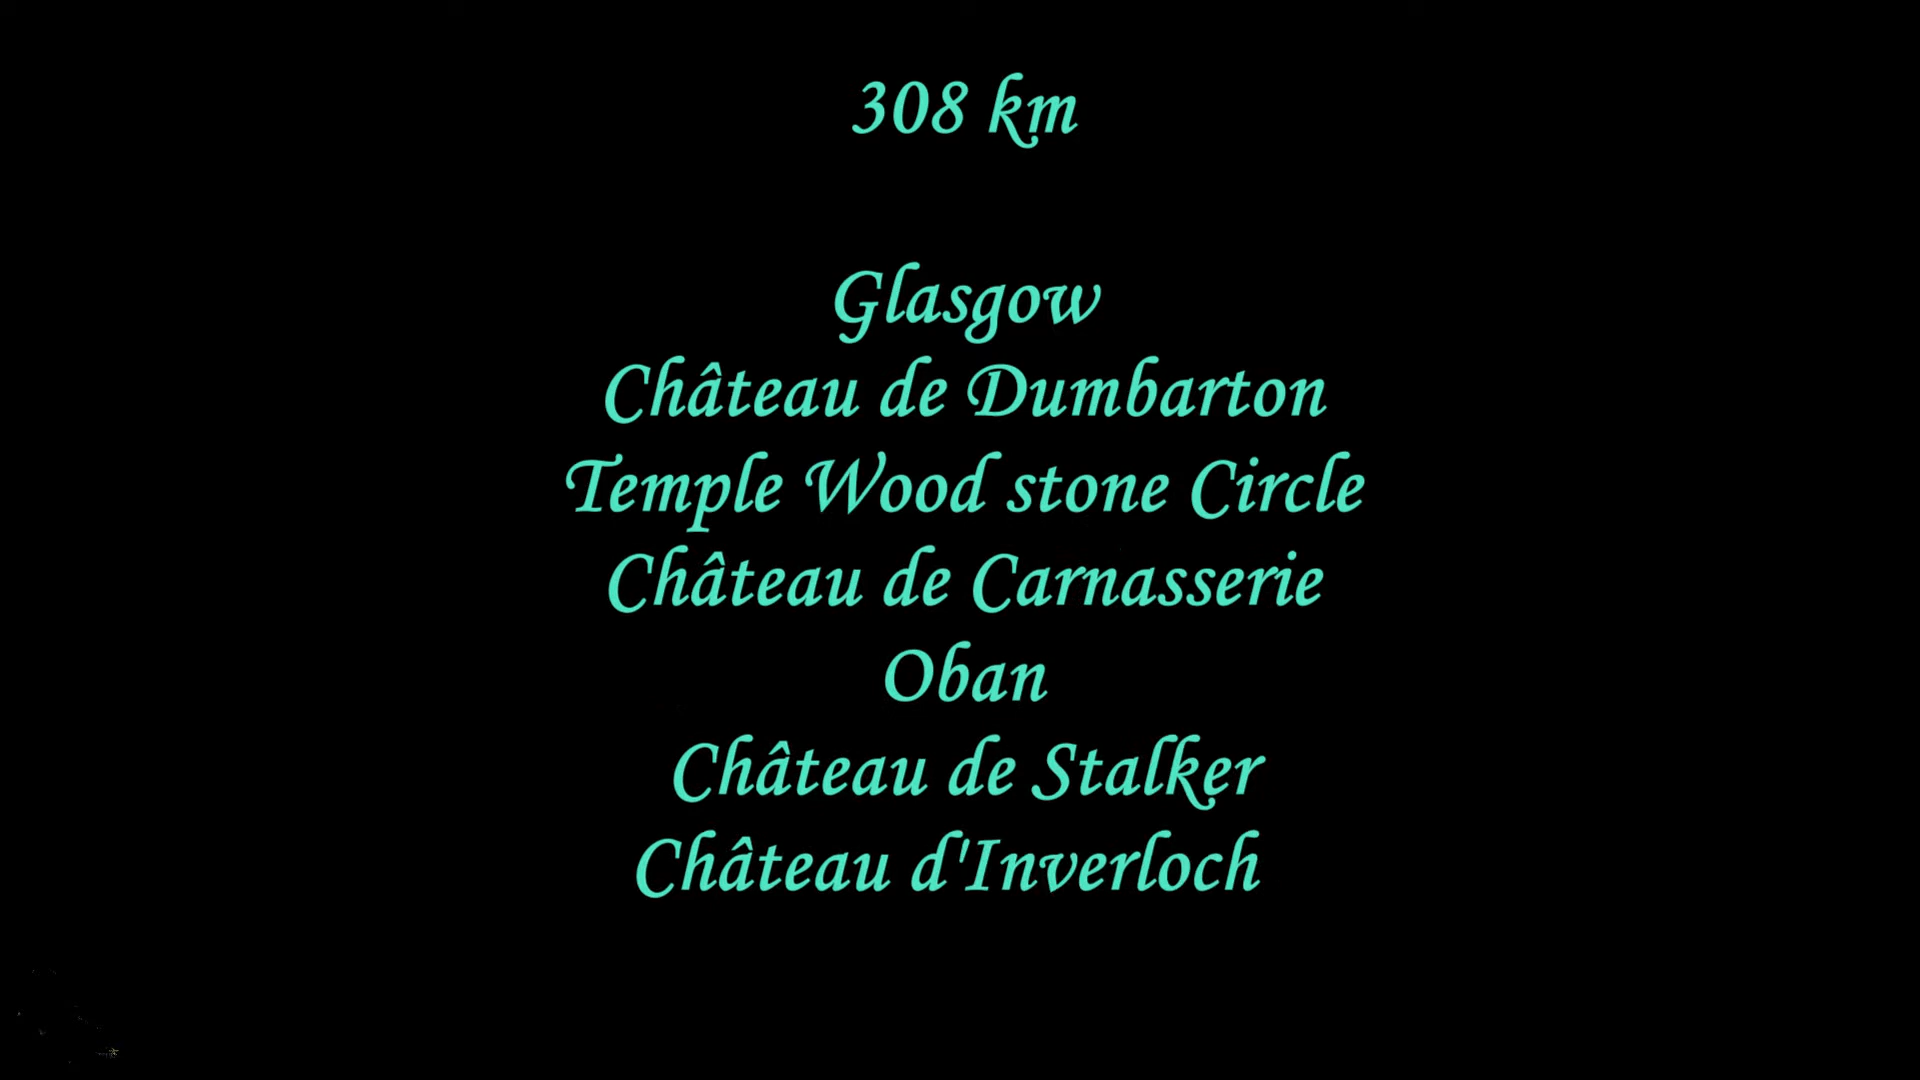 308 km
Glasgow
Château de Dumbarton
Temple Wood stone Circle
Château de Carnasserie
Oban
Château de Stalker
Château d'Inverloch